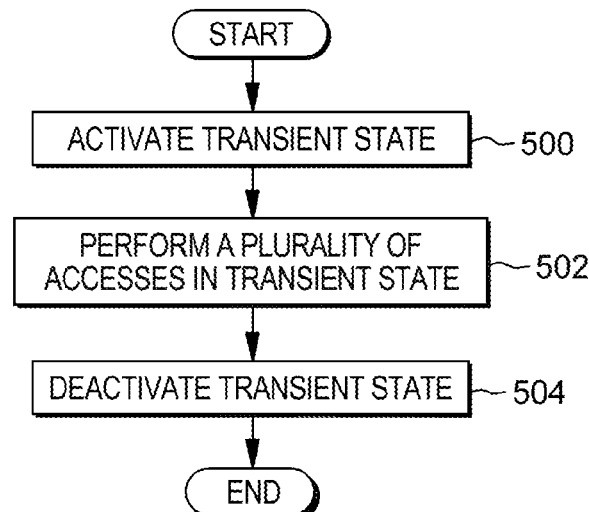 START
ACTIVATE TRANSIENT STATE
500
PERFORM A PLURALITY OF
ACCESSES IN TRANSIENT STATE
502
DEACTIVATE TRANSIENT STATE
504
END